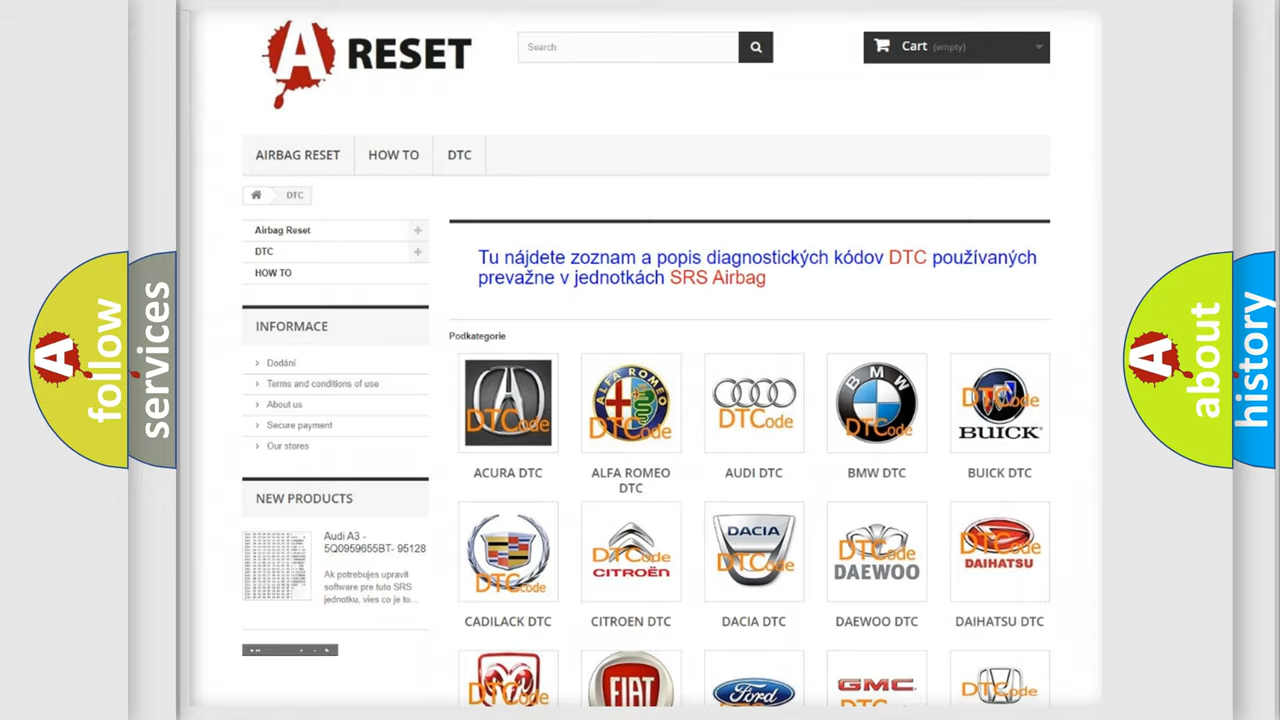 A RESET
Search
Cart (empty)
AIRBAG RESET
HOW TO
DTC
DTC
Airbag Reset
DTC
HOW TO
Tu nájdete zoznam a popis diagnostických kódov DTC používaných
prevažne v jednotkách SRS Airbag
INFORMACE
Dodání
Terms and conditions of use
About us
Secure payment
Our stores
NEW PRODUCTS
Audi A3 -
5Q0959655BT- 95128
Ak potrebujes upravit
software pre tuto SRS
jednotku, vies co je to...
Podkategorie
DTCode
ALFA ROMEO
DTCode
DTCode
BMW
DTCode
DTCode
BUICK
ACURA DTC
ALFA ROMEO
DTC
AUDI DTC
BMW DTC
BUICK DTC
DTCode
DTCode
CITROËN
DACIA
DTCode
DTCode
DAEWOO
DTCode
DAIHATSU
CADILACK DTC
CITROEN DTC
DACIA DTC
DAEWOO DTC
DAIHATSU DTC
DTCode
FIAT
Ford
GMC
DTCode
A follow
services
A about
history